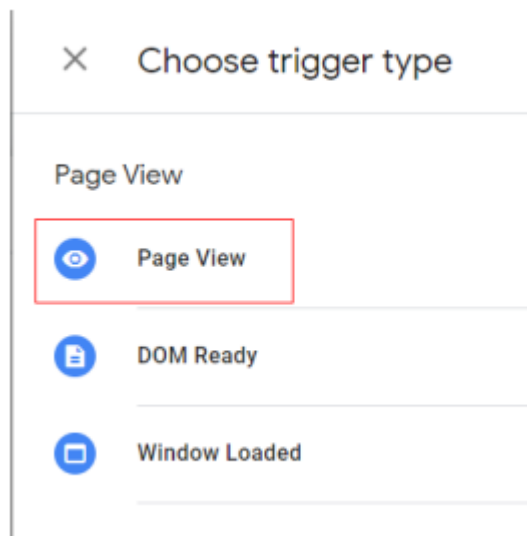 Choose trigger type
Page View
Page View
DOM Ready
Window Loaded